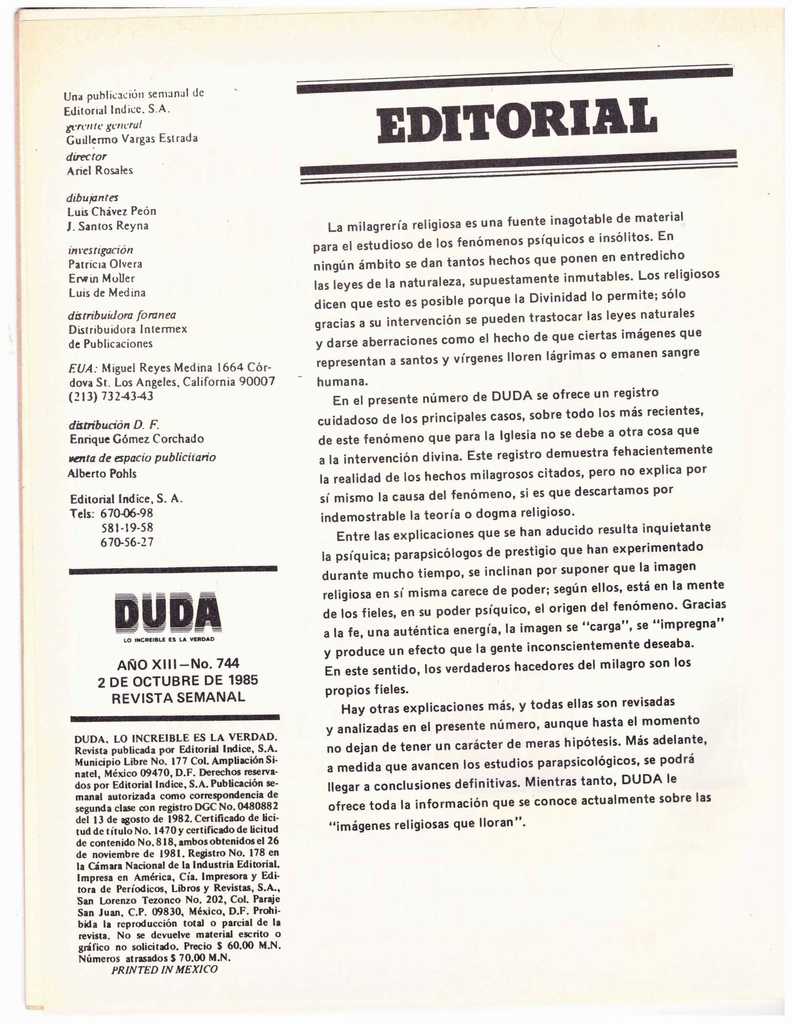 Una publicación semanal de
Editorial Indice, S.A.
gerente general
Guillermo Vargas Estrada
director
Ariel Rosales
dibujantes
Luis Chávez Peón
J. Santos Reyna
investigación
Patricia Olvera
Erwin Moller
Luis de Medina
distribuidora foranea
Distribuidora Intermex
de Publicaciones
EUA: Miguel Reyes Medina 1664 Cór-
dova St. Los Angeles, California 90007
(213) 732-43-43
distribución D. F.
Enrique Gómez Corchado
venta de espacio publicitario
Alberto Pohls
Editorial Indice, S. A.
Tels: 670-06-98
581-19-58
670-56-27
DUDA
LO INCREIBLE ES LA VERDAD
AÑO XIII—No. 744
2 DE OCTUBRE DE 1985
REVISTA SEMANAL
DUDA. LO INCREIBLE ES LA VERDAD.
Revista publicada por Editorial Indice, S.A.
Municipio Libre No. 177 Col. Ampliación Si-
natel, México 09470, D.F. Derechos reserva-
dos por Editorial Indice, S.A. Publicación se-
manal autorizada como correspondencia de
segunda clase con registro DGC No. 0480882
del 13 de agosto de 1982. Certificado de lici-
tud de título No. 1470 y certificado de licitud
de contenido No. 818, ambos obtenidos el 26
de noviembre de 1981. Registro No. 178 en
la Cámara Nacional de la Industria Editorial.
Impresa en América, Cía. Impresora y Edi-
tora de Periodicos, Libros y Revistas, S.A.,
San Lorenzo Tezonco No. 202, Col. Paraje
San Juan, C.P. 09830, México, D.F. Prohi-
bida la reproducción total o parcial de la
revista. No se devuelve material escrito o
gráfico no solicitado. Precio $ 60.00 M.N.
Números atrasados $ 70.00 M.N.
PRINTED IN MEXICO
EDITORIAL
La milagrería religiosa es una fuente inagotable de material
para el estudioso de los fenómenos psíquicos e insólitos. En
ningún ámbito se dan tantos hechos que ponen en entredicho
las leyes de la naturaleza, supuestamente inmutables. Los religiosos
dicen que esto es posible porque la Divinidad lo permite; sólo
gracias a su intervención se pueden trastocar las leyes naturales
y darse aberraciones como el hecho de que ciertas imágenes que
representan a santos y vírgenes lloren lágrimas o emanen sangre
humana.
En el presente número de DUDA se ofrece un registro
cuidadoso de los principales casos, sobre todo los más recientes,
de este fenómeno que para la Iglesia no se debe a otra cosa que
a la intervención divina. Este registro demuestra fehacientemente
la realidad de los hechos milagrosos citados, pero no explica por
sí mismo la causa del fenómeno, si es que descartamos por
indemostrable la teoría o dogma religioso.
Entre las explicaciones que se han aducido resulta inquietante
la psíquica; parapsicólogos de prestigio que han experimentado
durante mucho tiempo, se inclinan por suponer que la imagen
religiosa en sí misma carece de poder; según ellos, está en la mente
de los fieles, en su poder psíquico, el origen del fenómeno. Gracias
a la fe, una auténtica energía, la imagen se "carga", se "impregna"
y produce un efecto que la gente inconscientemente deseaba.
En este sentido, los verdaderos hacedores del milagro son los
propios fieles.
Hay otras explicaciones más, y todas ellas son revisadas
y analizadas en el presente número, aunque hasta el momento
no dejan de tener un carácter de meras hipótesis. Más adelante,
a medida que avancen los estudios parapsicológicos, se podrá
llegar a conclusiones definitivas. Mientras tanto, DUDA le
ofrece toda la información que se conoce actualmente sobre las
"imágenes religiosas que lloran".